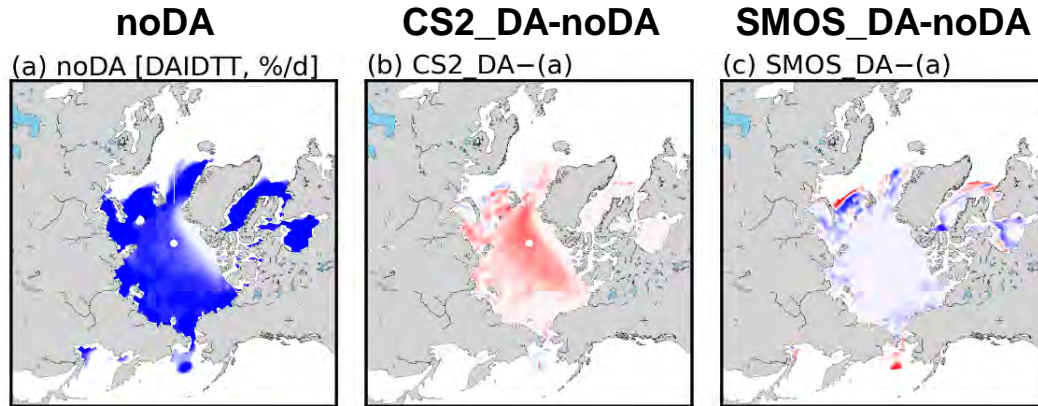 noDA CS2_DA-noDA SMOS_DA-noDA
(a) noDA [DAIDTT, %/d] (b) CS2_DA−(a) (c) SMOS_DA−(a)